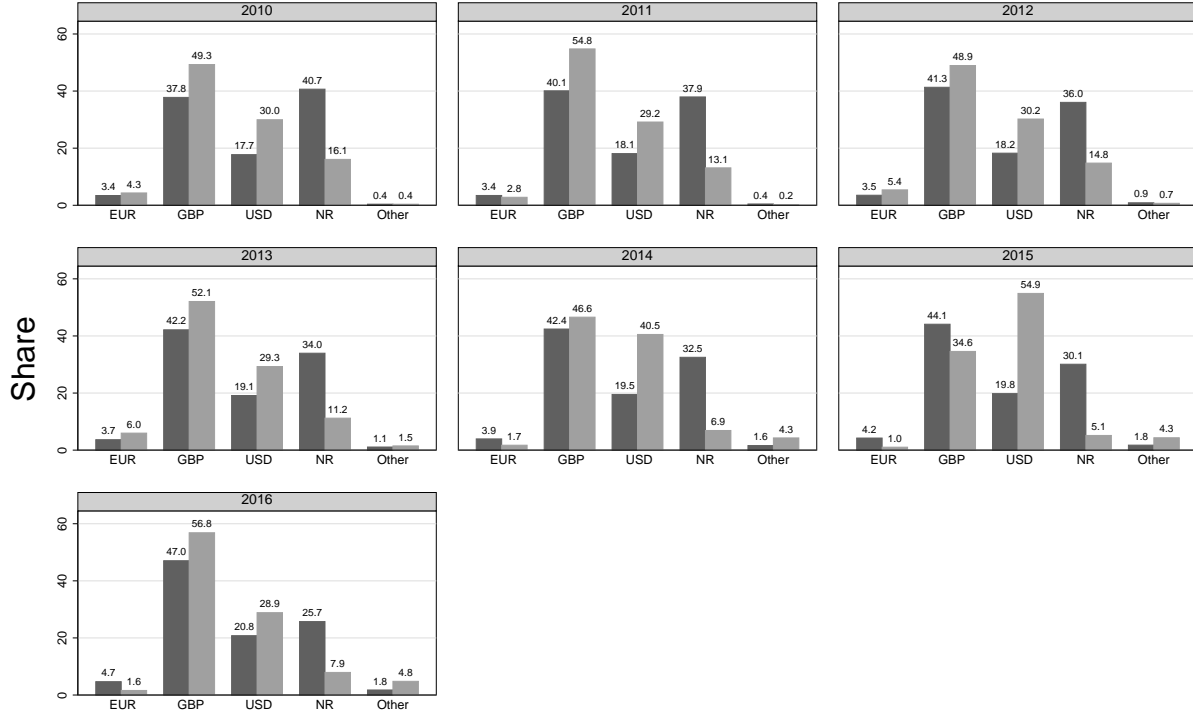 2010
2011
2012
60
40
20
0
37.8
49.3
40.7
30.0
17.7
16.1
3.4
4.3
0.4
0.4
EUR
GBP
USD
NR
Other
40.1
54.8
37.9
29.2
18.1
13.1
3.4
2.8
0.4
0.2
EUR
GBP
USD
NR
Other
41.3
48.9
36.0
30.2
18.2
14.8
3.5
5.4
0.9
0.7
EUR
GBP
USD
NR
Other
Share
2013
2014
2015
60
40
20
0
42.2
52.1
34.0
29.3
19.1
11.2
3.7
6.0
1.1
1.5
EUR
GBP
USD
NR
Other
42.4
46.6
40.5
32.5
19.5
6.9
3.9
1.7
1.6
4.3
EUR
GBP
USD
NR
Other
54.9
44.1
34.6
30.1
19.8
5.1
4.2
1.0
1.8
4.3
EUR
GBP
USD
NR
Other
2016
60
40
20
0
47.0
56.8
28.9
25.7
20.8
7.9
4.7
1.6
1.8
4.8
EUR
GBP
USD
NR
Other